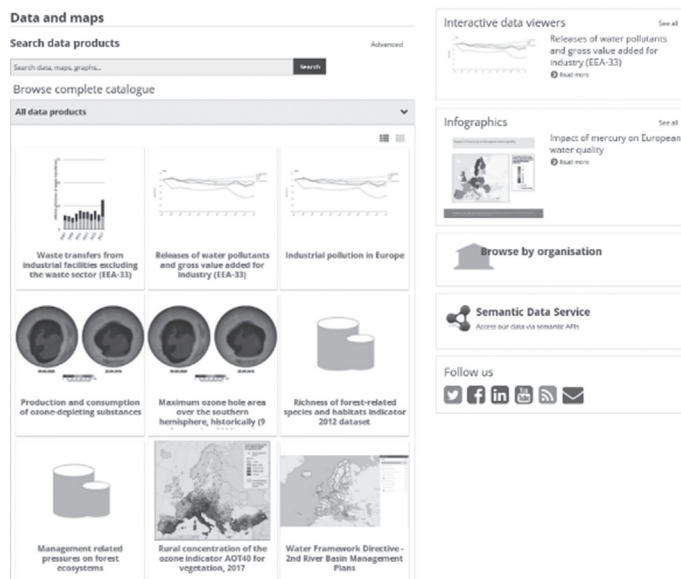 Data and maps
Search data products
Advanced
Search data, maps, graphs...
Search
Browse complete catalogue
All data products
Waste transfers from
industrial facilities excluding
the waste sector (EEA-33)
Releases of water pollutants
and gross value added for
industry (EEA-33)
Industrial pollution in Europe
Production and consumption
of ozone-depleting substances
Maximum ozone hole area
over the southern
hemisphere, historically (9
Richness of forest-related
species and habitats indicator
2012 dataset
Management related
pressures on forest
ecosystems
Rural concentration of the
ozone indicator AOT40 for
vegetation, 2017
Water Framework Directive -
2nd River Basin Management
Plans
Interactive data viewers
See all
Releases of water pollutants
and gross value added for
industry (EEA-33)
Read more
Infographics
See all
Impact of mercury on European
water quality
Read more
Browse by organisation
Semantic Data Service
Access our data via semantic APIs
Follow us